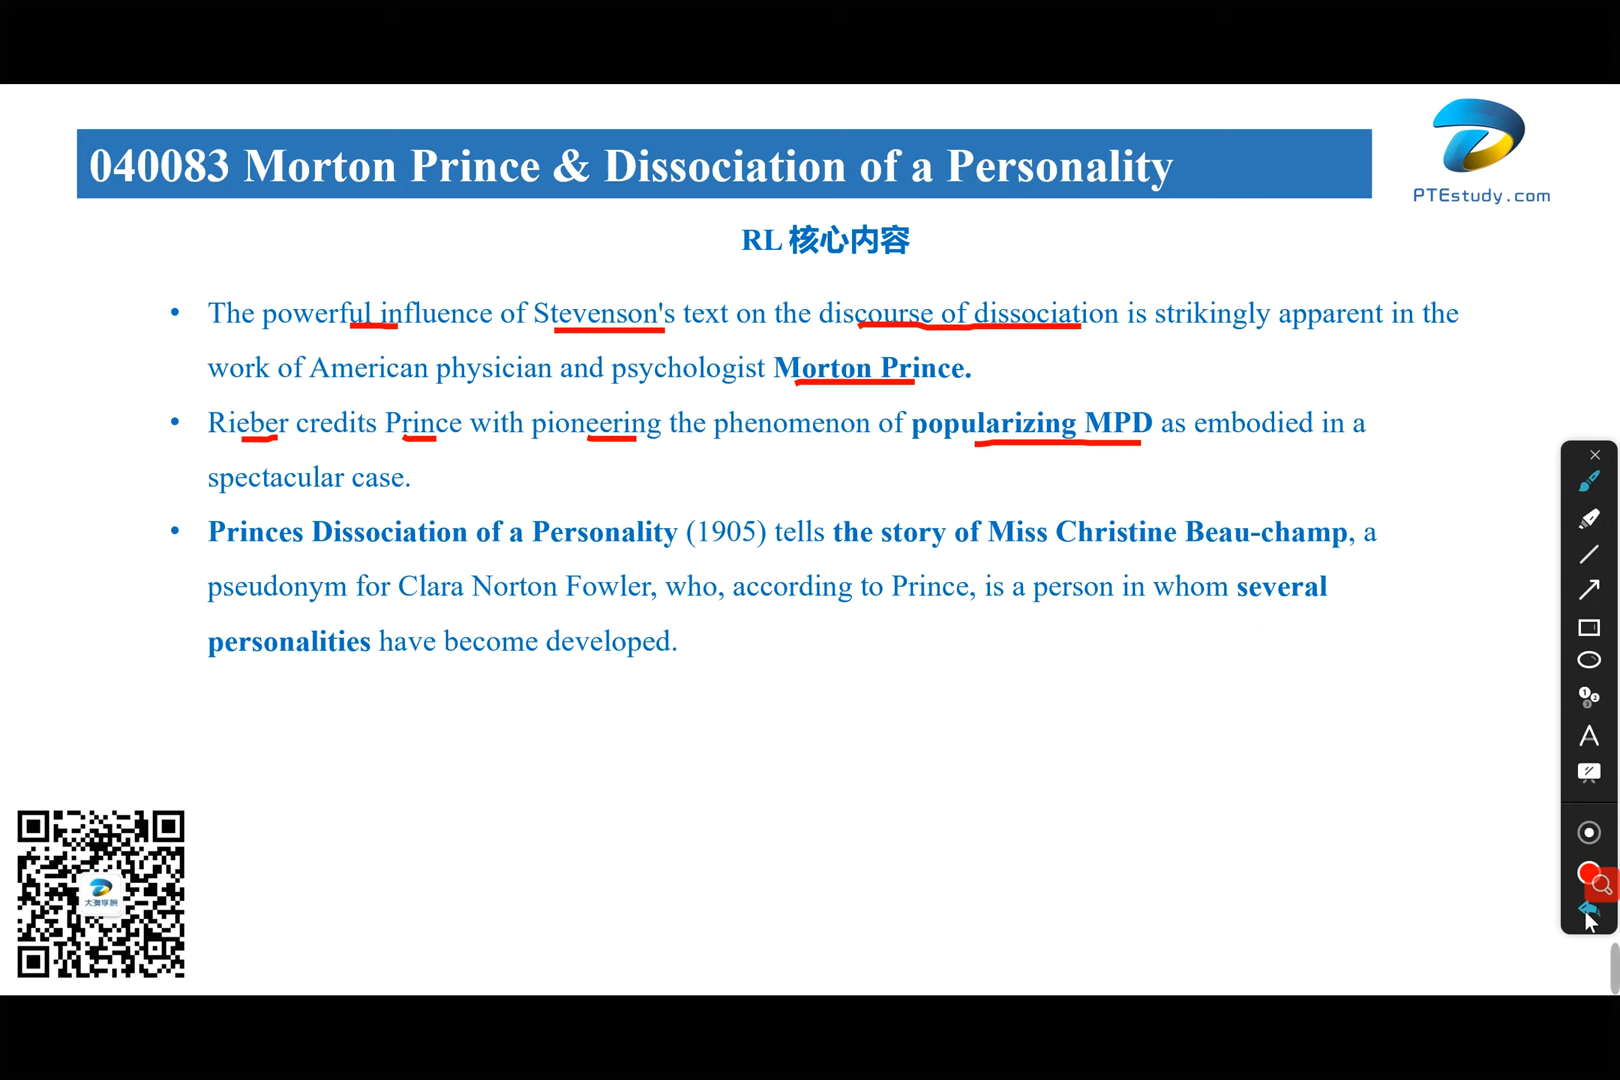 040083 Morton Prince & Dissociation of a Personality
PTEstudy.com
RL 核心内容
• The powerful influence of Stevenson's text on the discourse of dissociation is strikingly apparent in the
work of American physician and psychologist Morton Prince.
• Rieber credits Prince with pioneering the phenomenon of popularizing MPD as embodied in a
spectacular case.
• Princes Dissociation of a Personality (1905) tells the story of Miss Christine Beau-champ, a
pseudonym for Clara Norton Fowler, who, according to Prince, is a person in whom several
personalities have become developed.
大澳学院